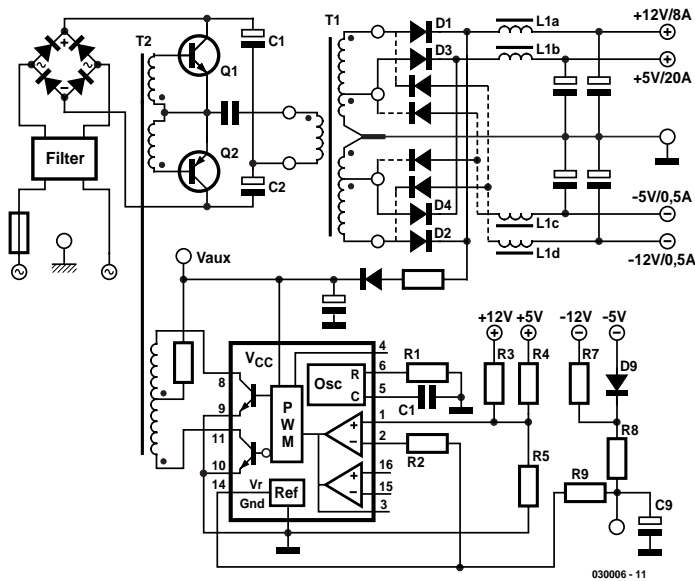 T2
T1
D1
L1a
+12V/8A
C1
D3
L1b
Q1
+5V/20A
Filter
Q2
C2
D4
L1c
-5V/0,5A
D2
L1d
-12V/0,5A
Vaux
+12V
+5V
-12V
-5V
VCC
4
R1
R3
R4
R7
D9
6
8
Osc
R
C
5
C1
PWM
9
1
11
2
R2
R8
10
16
R5
R9
14
Vr
Ref
15
Gnd
3
C9
030006 - 11